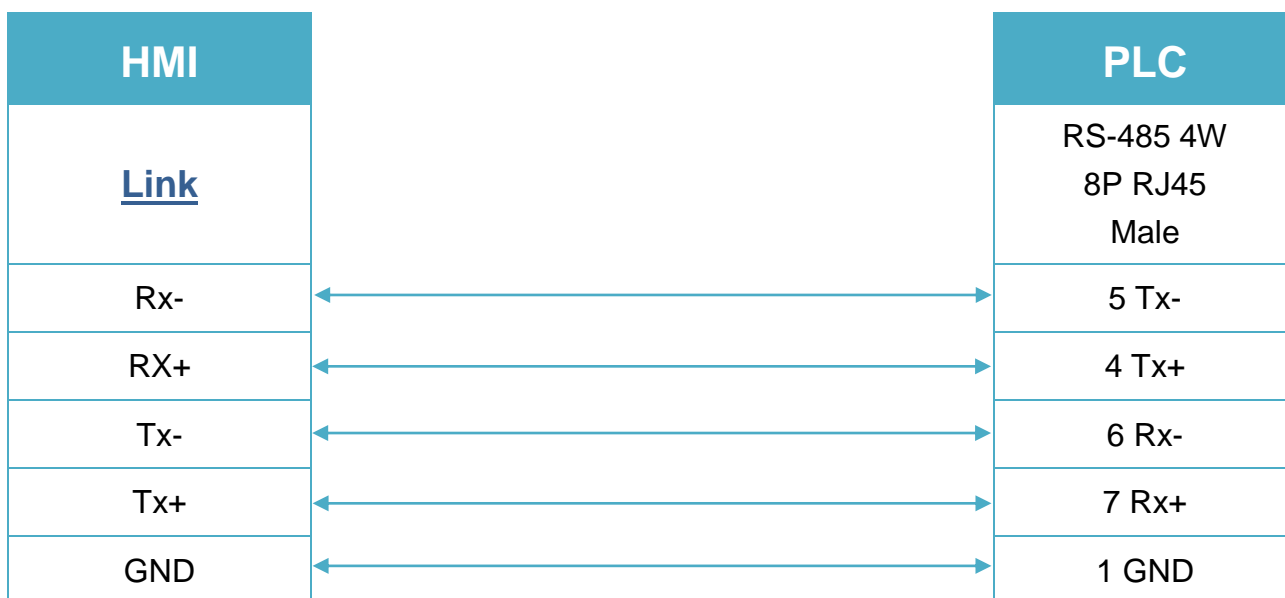 HMI PLC
Link
RS-485 4W
8P RJ45
Male
Rx- 5 Tx-
RX+ 4 Tx+
Tx- 6 Rx-
Tx+ 7 Rx+
GND 1 GND